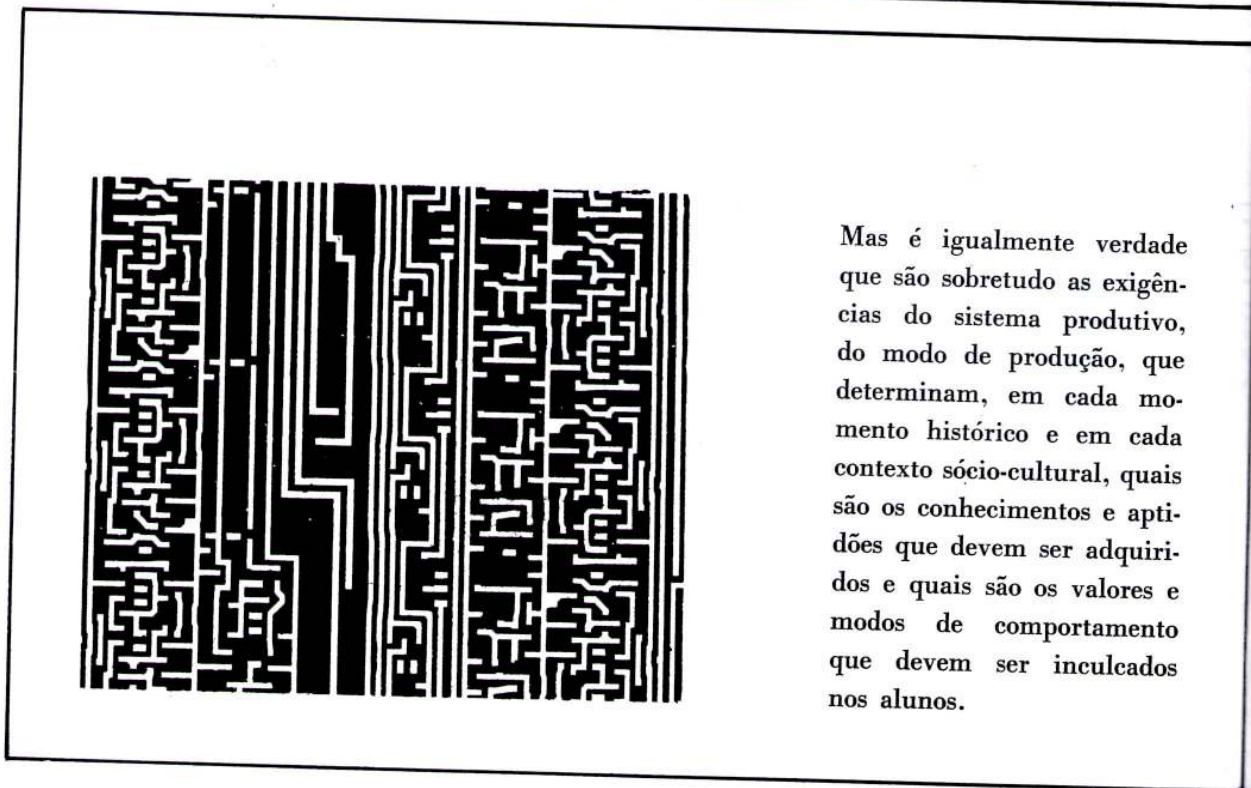 Mas é igualmente verdade
que são sobretudo as exigên-
cias do sistema produtivo,
do modo de produção, que
determinam, em cada mo-
mento histórico e em cada
contexto sócio-cultural, quais
são os conhecimentos e apti-
dões que devem ser adquiri-
dos e quais são os valores e
modos de comportamento
que devem ser inculcados
nos alunos.